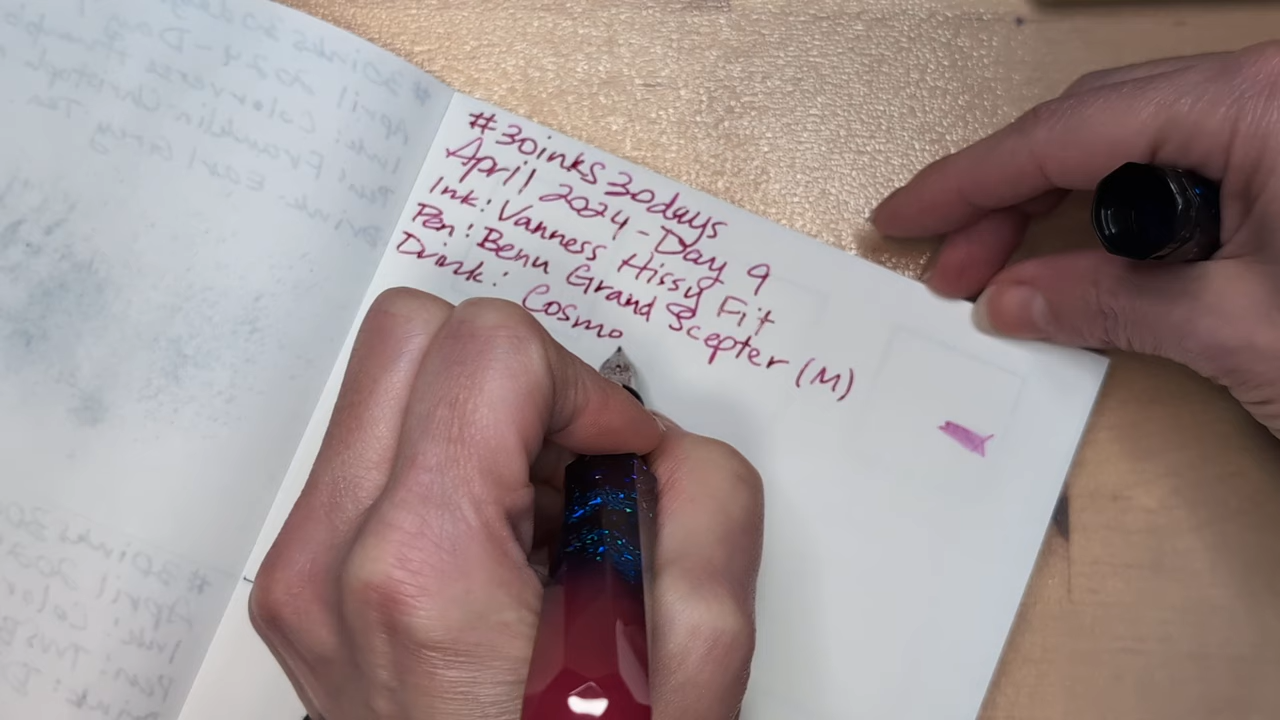 #30inks30days
April 2024 - Day 9
Ink: Vanness Hissy Fit
Pen: Benu Grand Scepter (M)
Drink: Cosmo